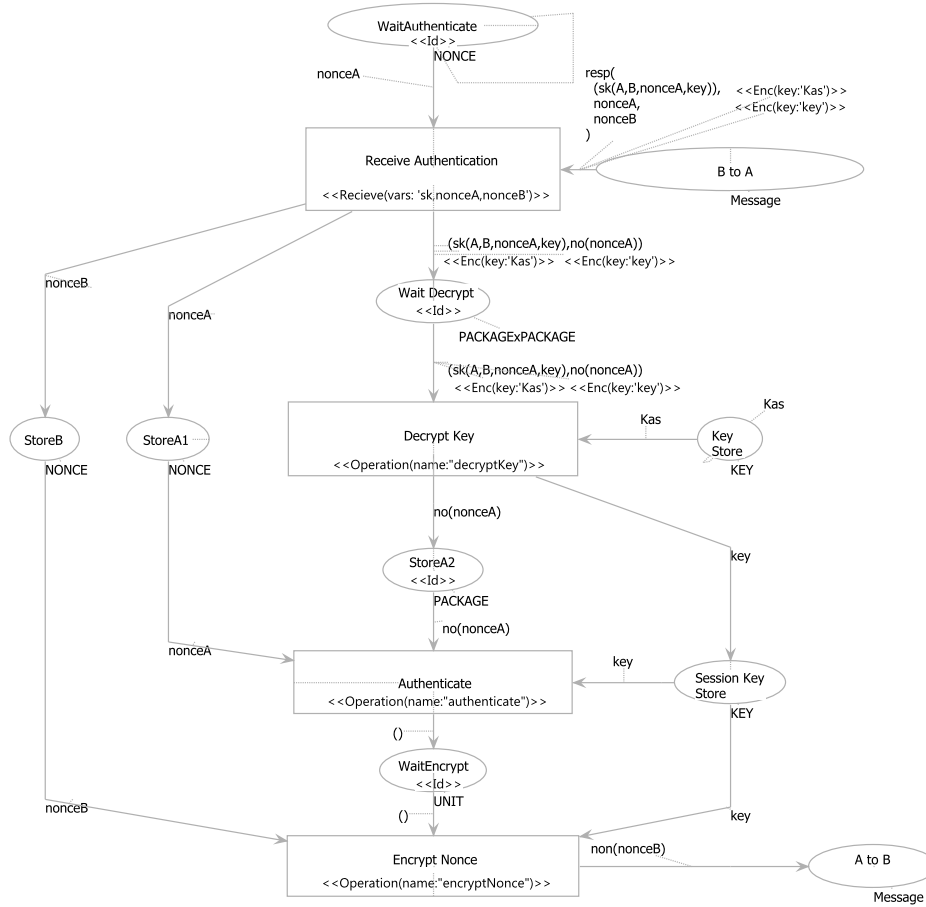 WaitAuthenticate
<<Id>>
NONCE
nonceA
resp(
(sk(A,B,nonceA,key)),
nonceA,
nonceB
)
<<Enc(key:'Kas')>>
<<Enc(key:'key')>>
Receive Authentication
<<Recieve(vars: 'sk,nonceA,nonceB')>>
B to A
Message
(sk(A,B,nonceA,key),no(nonceA))
<<Enc(key:'Kas')>> <<Enc(key:'key')>>
nonceB
nonceA
Wait Decrypt
<<Id>>
PACKAGExPACKAGE
(sk(A,B,nonceA,key),no(nonceA))
<<Enc(key:'Kas')>> <<Enc(key:'key')>>
StoreB
NONCE
StoreA1
NONCE
Decrypt Key
<<Operation(name:"decryptKey")>>
Kas
Kas
Key
Store
KEY
no(nonceA)
key
StoreA2
<<Id>>
PACKAGE
no(nonceA)
nonceA
Authenticate
<<Operation(name:"authenticate")>>
key
Session Key
Store
KEY
()
WaitEncrypt
<<Id>>
UNIT
()
nonceB
key
Encrypt Nonce
<<Operation(name:"encryptNonce")>>
non(nonceB)
A to B
Message